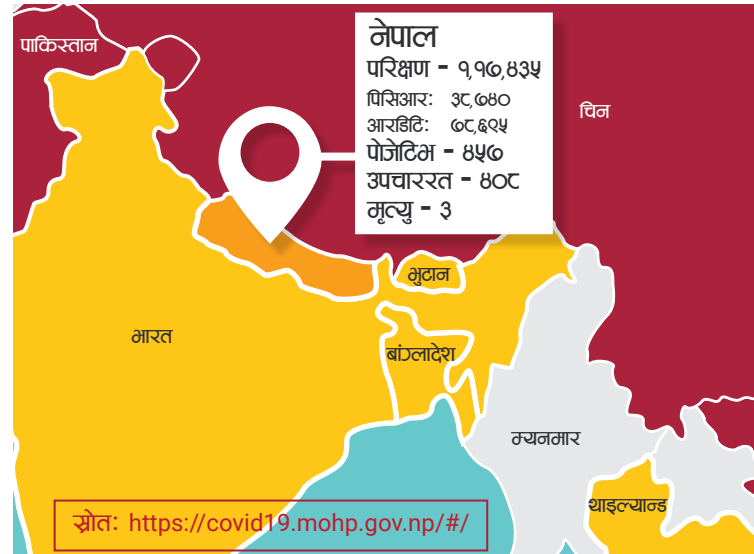 पाकिस्तान
नेपाल
परिक्षण - १,१७,४३५
पिसिआर: ३८,७४०
आरडिटि: ७८,६९५
पोजेटिभ - ४५७
उपचाररत - ४०८
मृत्यु - ३
चिन
भुटान
भारत
बांग्लादेश
म्यनमार
थाइल्यान्ड
स्रोत: https://covid19.mohp.gov.np/#/